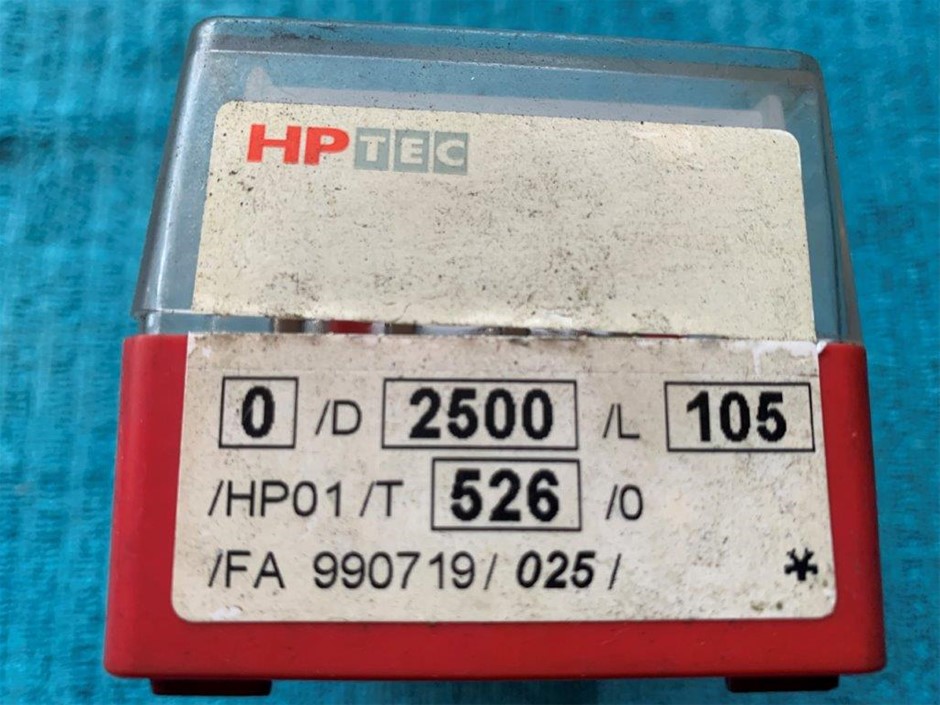 HPTEC
0 /D 2500 /L 105
/HP01 /T 526 /0
/FA 990719/ 025 / *